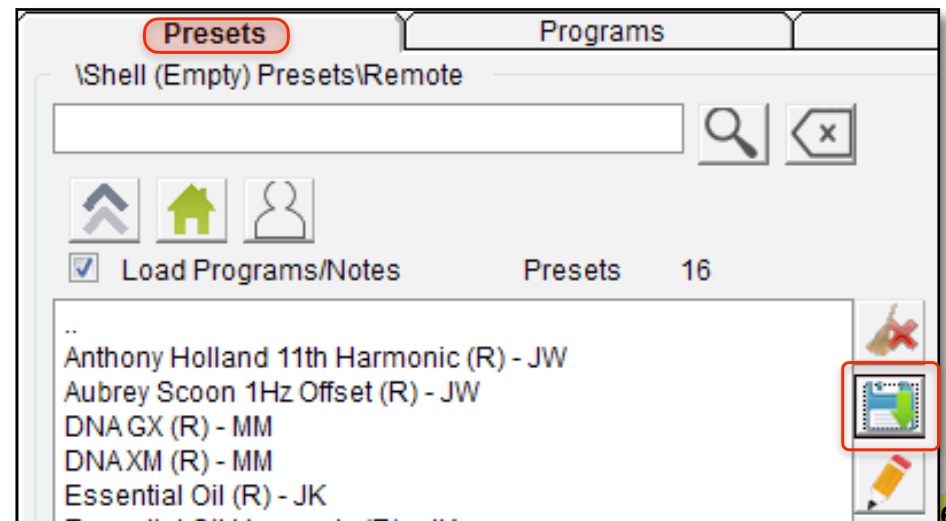 Presets Programs
\Shell (Empty) Presets\Remote
Load Programs/Notes Presets 16
..
Anthony Holland 11th Harmonic (R) - JW
Aubrey Scoon 1Hz Offset (R) - JW
DNA GX (R) - MM
DNA XM (R) - MM
Essential Oil (R) - JK